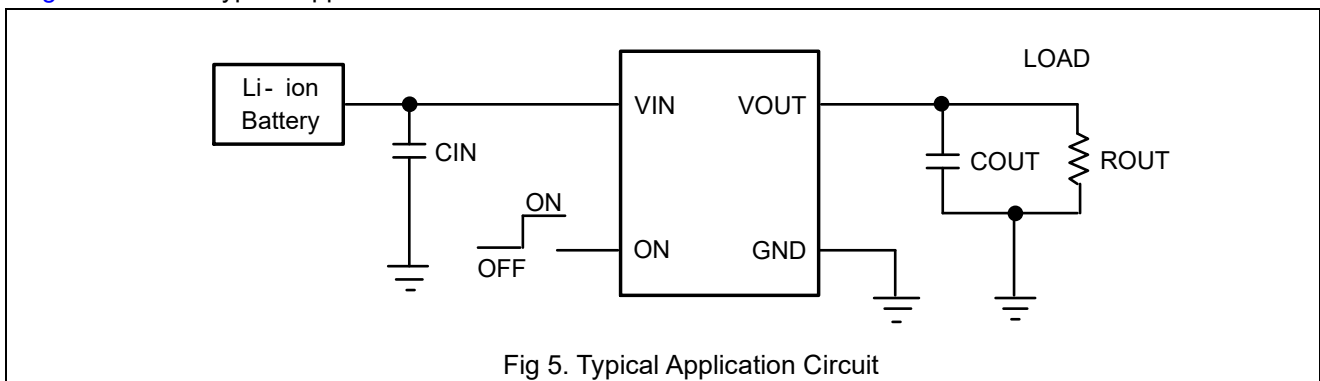 LOAD
Li- ion
Battery
VIN
VOUT
CIN
COUT
ROUT
ON
OFF
ON
GND
Fig 5. Typical Application Circuit